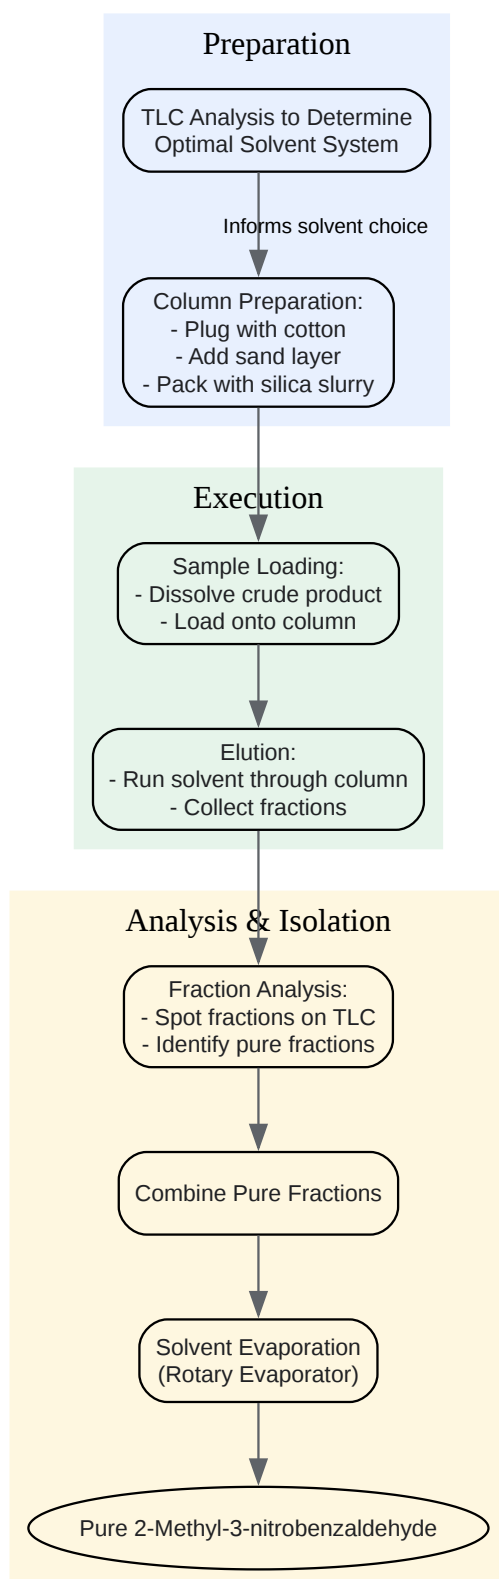 Preparation
TLC Analysis to Determine
Optimal Solvent System
Informs solvent choice
Column Preparation:
- Plug with cotton
- Add sand layer
- Pack with silica slurry
Execution
Sample Loading:
- Dissolve crude product
- Load onto column
Elution:
- Run solvent through column
- Collect fractions
Analysis & Isolation
Fraction Analysis:
- Spot fractions on TLC
- Identify pure fractions
Combine Pure Fractions
Solvent Evaporation
(Rotary Evaporator)
Pure 2-Methyl-3-nitrobenzaldehyde